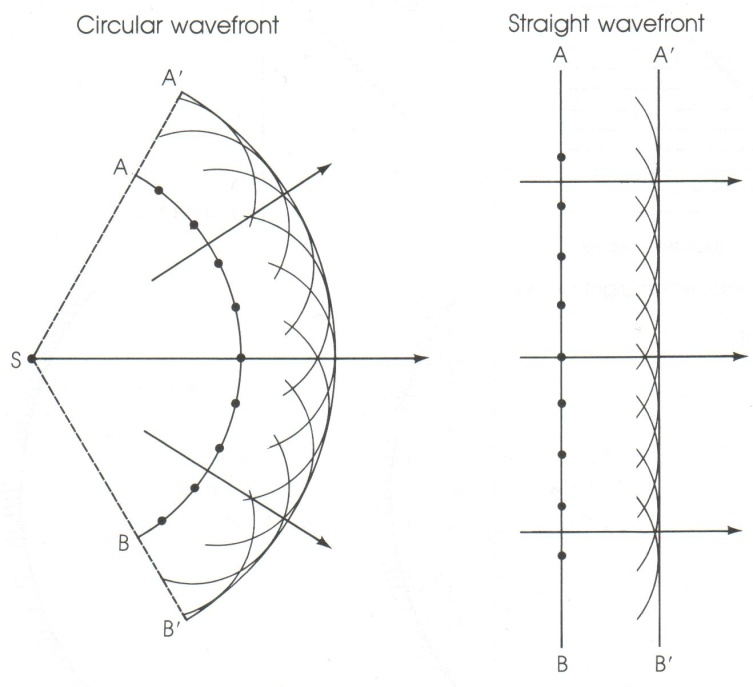 Circular wavefront
A′
A
S
B
B′
Straight wavefront
A A′
B B′